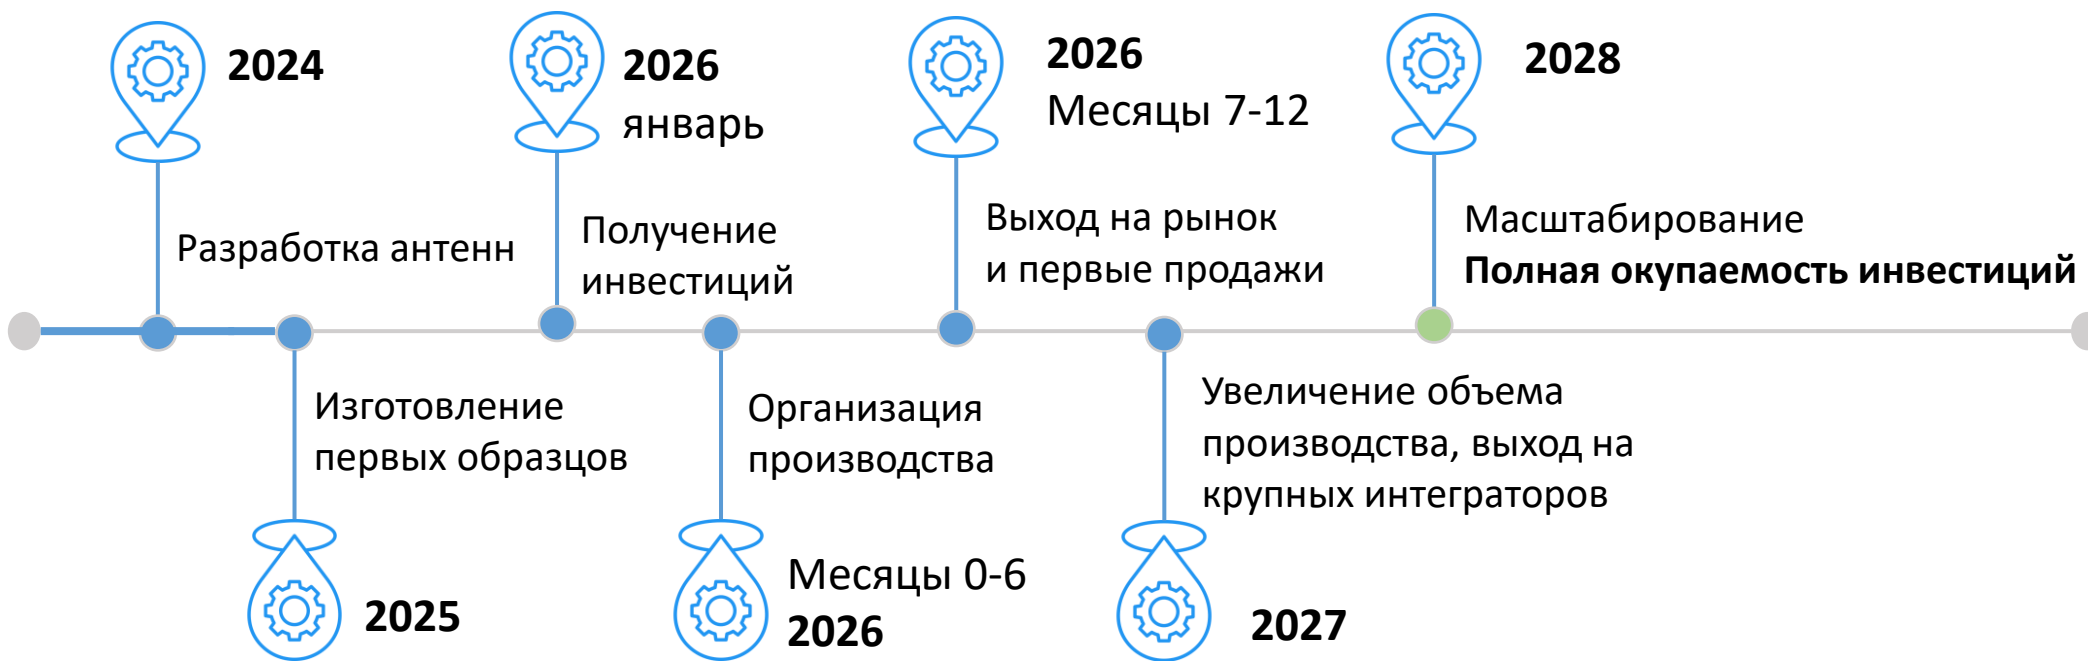 2024
Разработка антенн
2025
Изготовление
первых образцов
2026
январь
Получение
инвестиций
Месяцы 0-6
2026
Организация
производства
2026
Месяцы 7-12
Выход на рынок
и первые продажи
2027
Увеличение объема
производства, выход на
крупных интеграторов
2028
Масштабирование
Полная окупаемость инвестиций